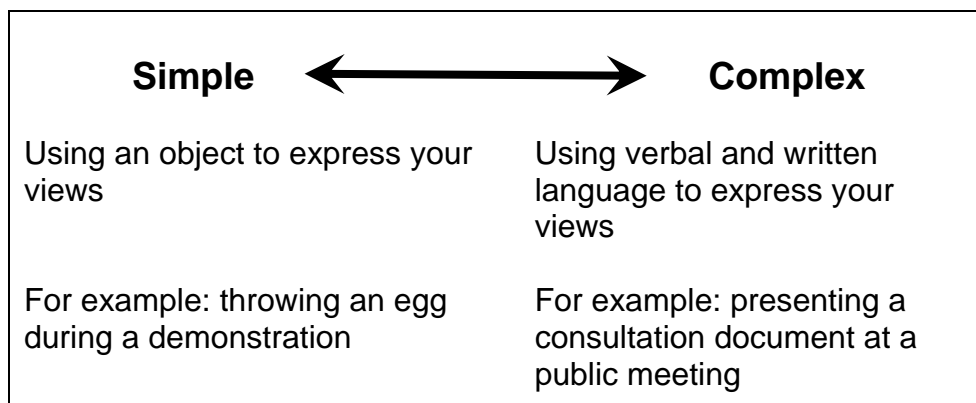 Simple Complex
Using an object to express your
views
Using verbal and written
language to express your
views
For example: throwing an egg
during a demonstration
For example: presenting a
consultation document at a
public meeting